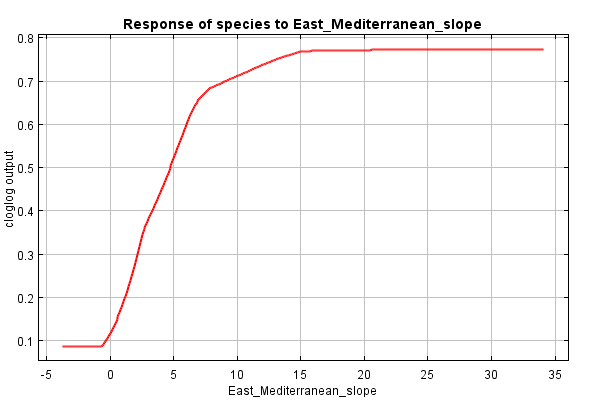 Response of species to East_Mediterranean_slope
0.8
0.7
0.6
0.5
0.4
0.3
0.2
0.1
cloglog output
-5 0 5 10 15 20 25 30 35
East_Mediterranean_slope